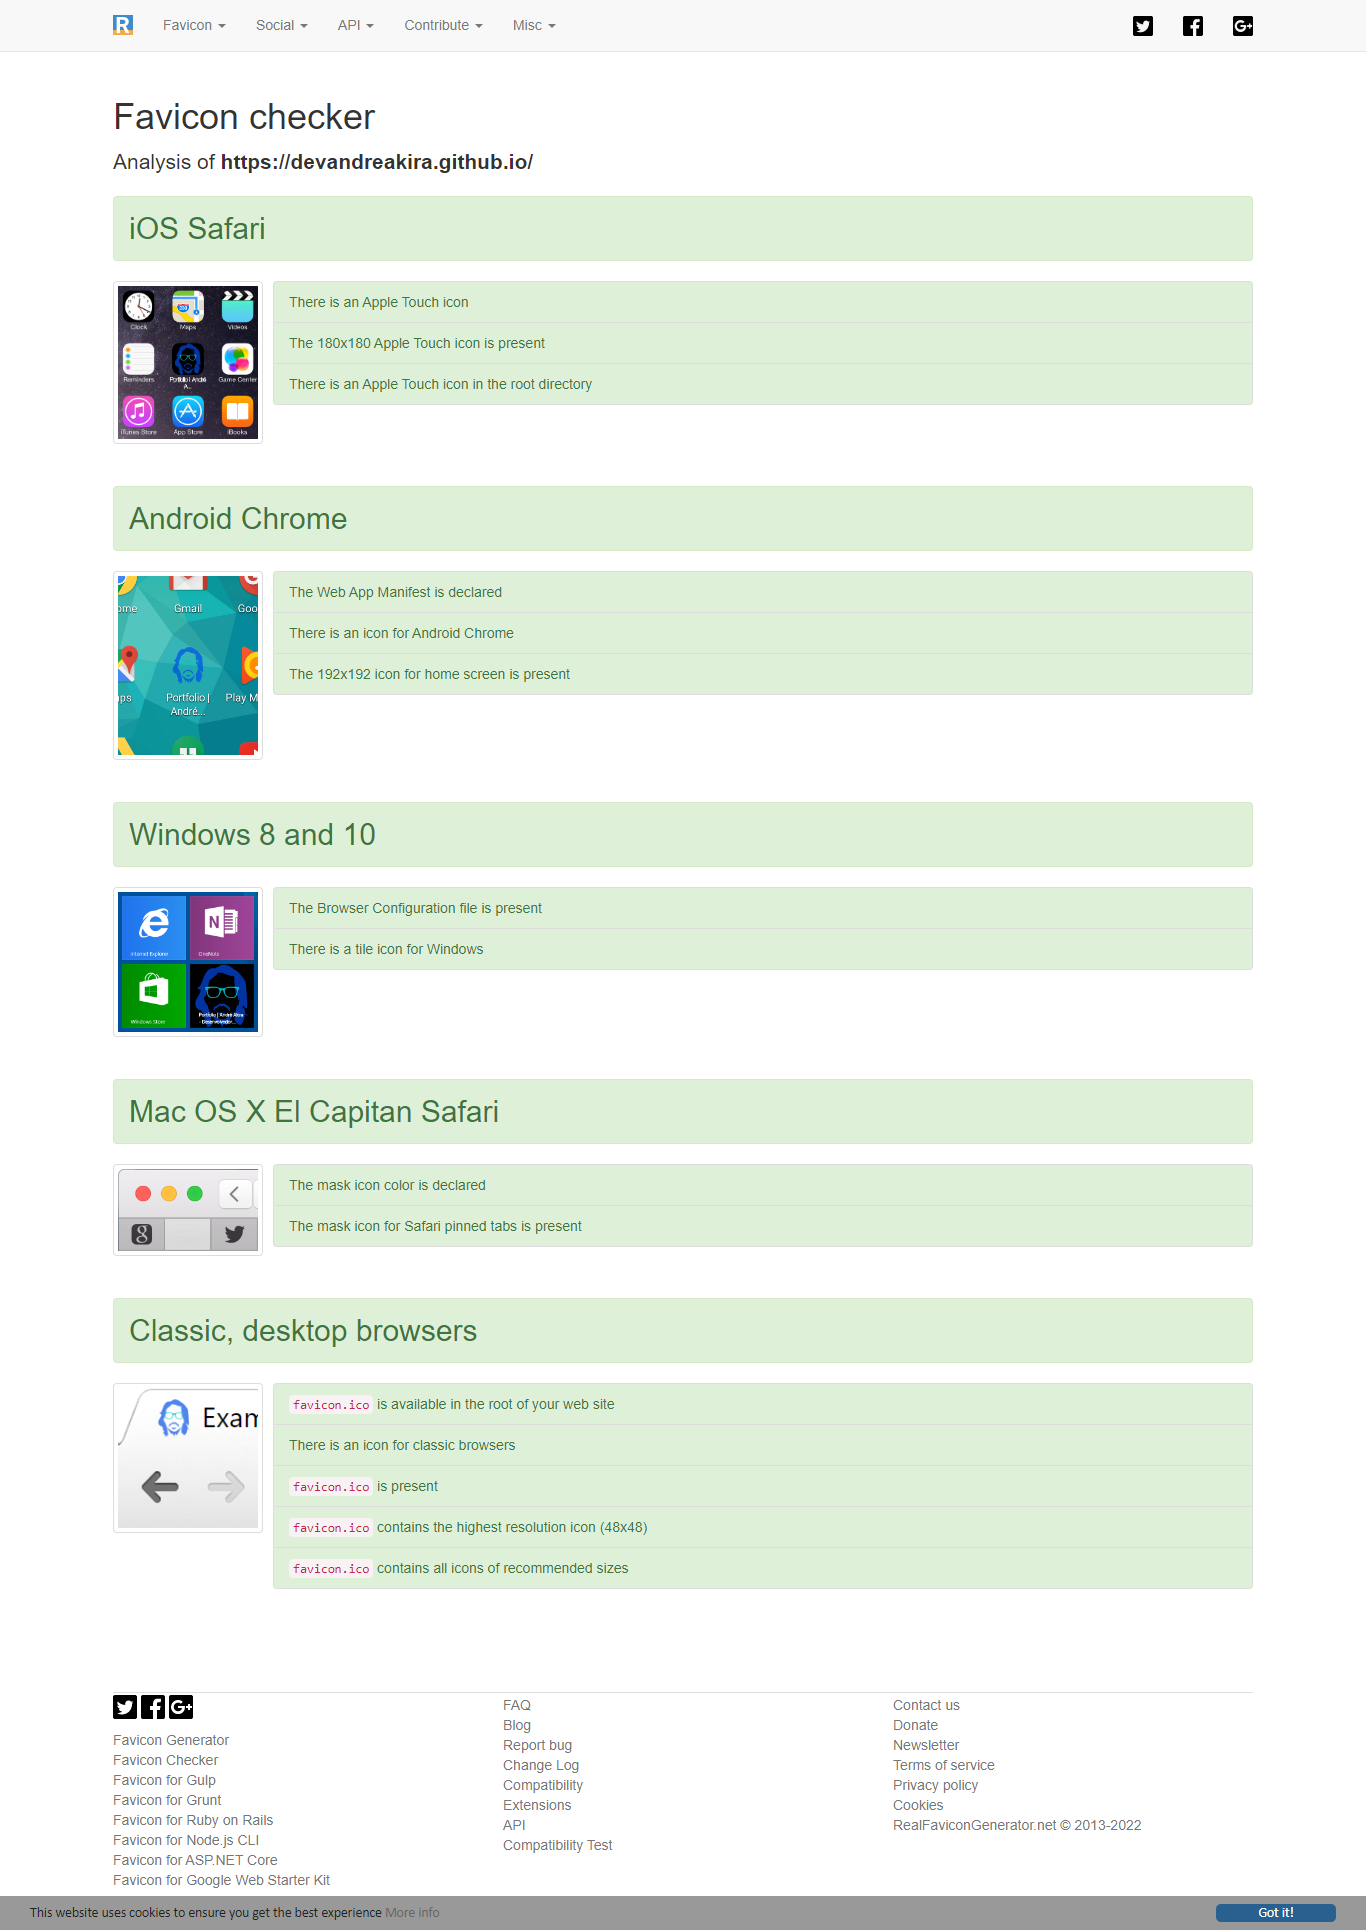 R
Favicon
Social
API
Contribute
Misc
Favicon checker
Analysis of https://devandreakira.github.io/
iOS Safari
Clock
Maps
Videos
Reminders
Portfolio | André
A...
Game Center
iTunes Store
App Store
iBooks
There is an Apple Touch icon
The 180x180 Apple Touch icon is present
There is an Apple Touch icon in the root directory
Android Chrome
ome
Gmail
Goo
aps
Portfolio |
André...
Play M
The Web App Manifest is declared
There is an icon for Android Chrome
The 192x192 icon for home screen is present
Windows 8 and 10
Internet Explorer
OneNote
Windows Store
Portfolio | André Akira
- Desenvolvedor...
The Browser Configuration file is present
There is a tile icon for Windows
Mac OS X El Capitan Safari
The mask icon color is declared
The mask icon for Safari pinned tabs is present
Classic, desktop browsers
Exam
favicon.ico is available in the root of your web site
There is an icon for classic browsers
favicon.ico is present
favicon.ico contains the highest resolution icon (48x48)
favicon.ico contains all icons of recommended sizes
Favicon Generator
Favicon Checker
Favicon for Gulp
Favicon for Grunt
Favicon for Ruby on Rails
Favicon for Node.js CLI
Favicon for ASP.NET Core
Favicon for Google Web Starter Kit
FAQ
Blog
Report bug
Change Log
Compatibility
Extensions
API
Compatibility Test
Contact us
Donate
Newsletter
Terms of service
Privacy policy
Cookies
RealFaviconGenerator.net © 2013-2022
This website uses cookies to ensure you get the best experience More info
Got it!